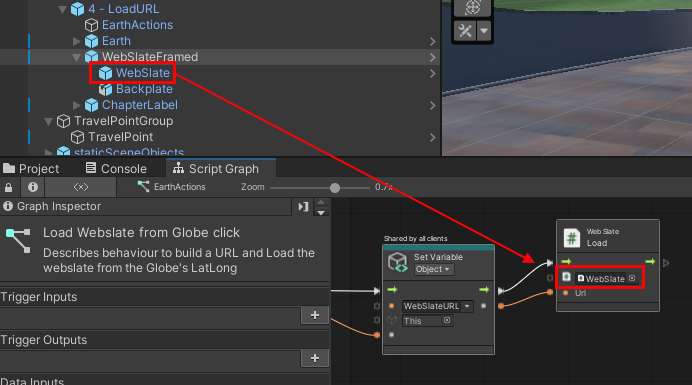 4 - LoadURL
EarthActions
Earth
WebSlateFramed
WebSlate
Backplate
ChapterLabel
TravelPointGroup
TravelPoint
staticSceneObjects
Project
Console
Script Graph
EarthActions
Zoom
0.7x
Graph Inspector
Load Webslate from Globe click
Describes behaviour to build a URL and Load the
webslate from the Globe's LatLong
Trigger Inputs
Trigger Outputs
Data Inputs
Shared by all clients
Set Variable
Object
WebSlateURL
This
Web Slate
Load
WebSlate
Url